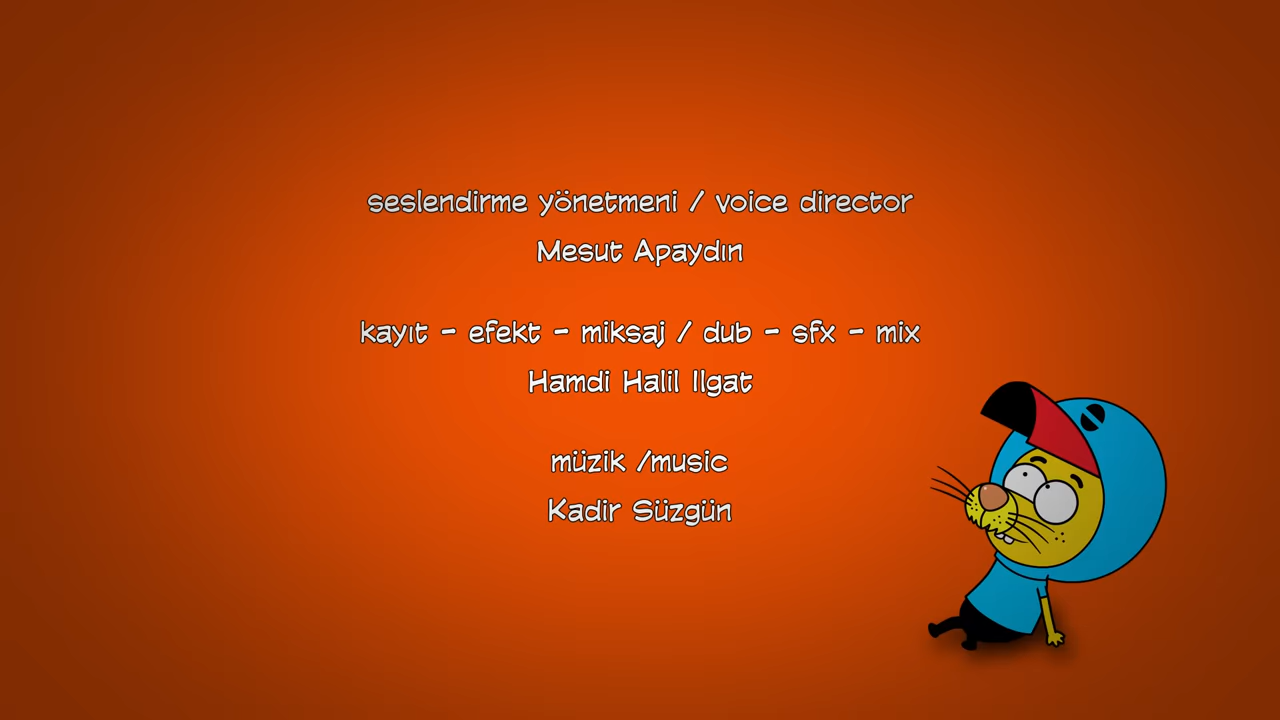 seslendirme yönetmeni / voice director
Mesut Apaydın
kayıt - efekt - miksaj / dub - sfx - mix
Hamdi Halil Ilgat
müzik /music
Kadir Süzgün